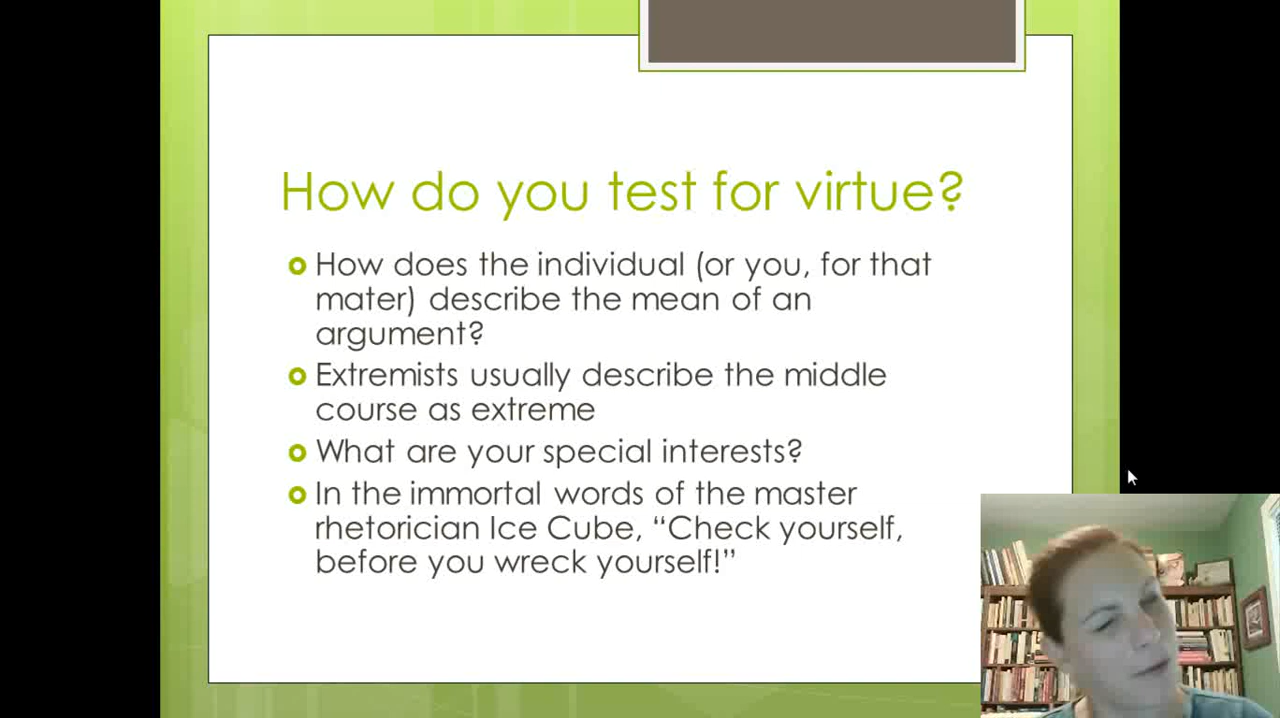 How do you test for virtue?
How does the individual (or you, for that
mater) describe the mean of an
argument?
Extremists usually describe the middle
course as extreme
What are your special interests?
In the immortal words of the master
rhetorician Ice Cube, “Check yourself,
before you wreck yourself!”